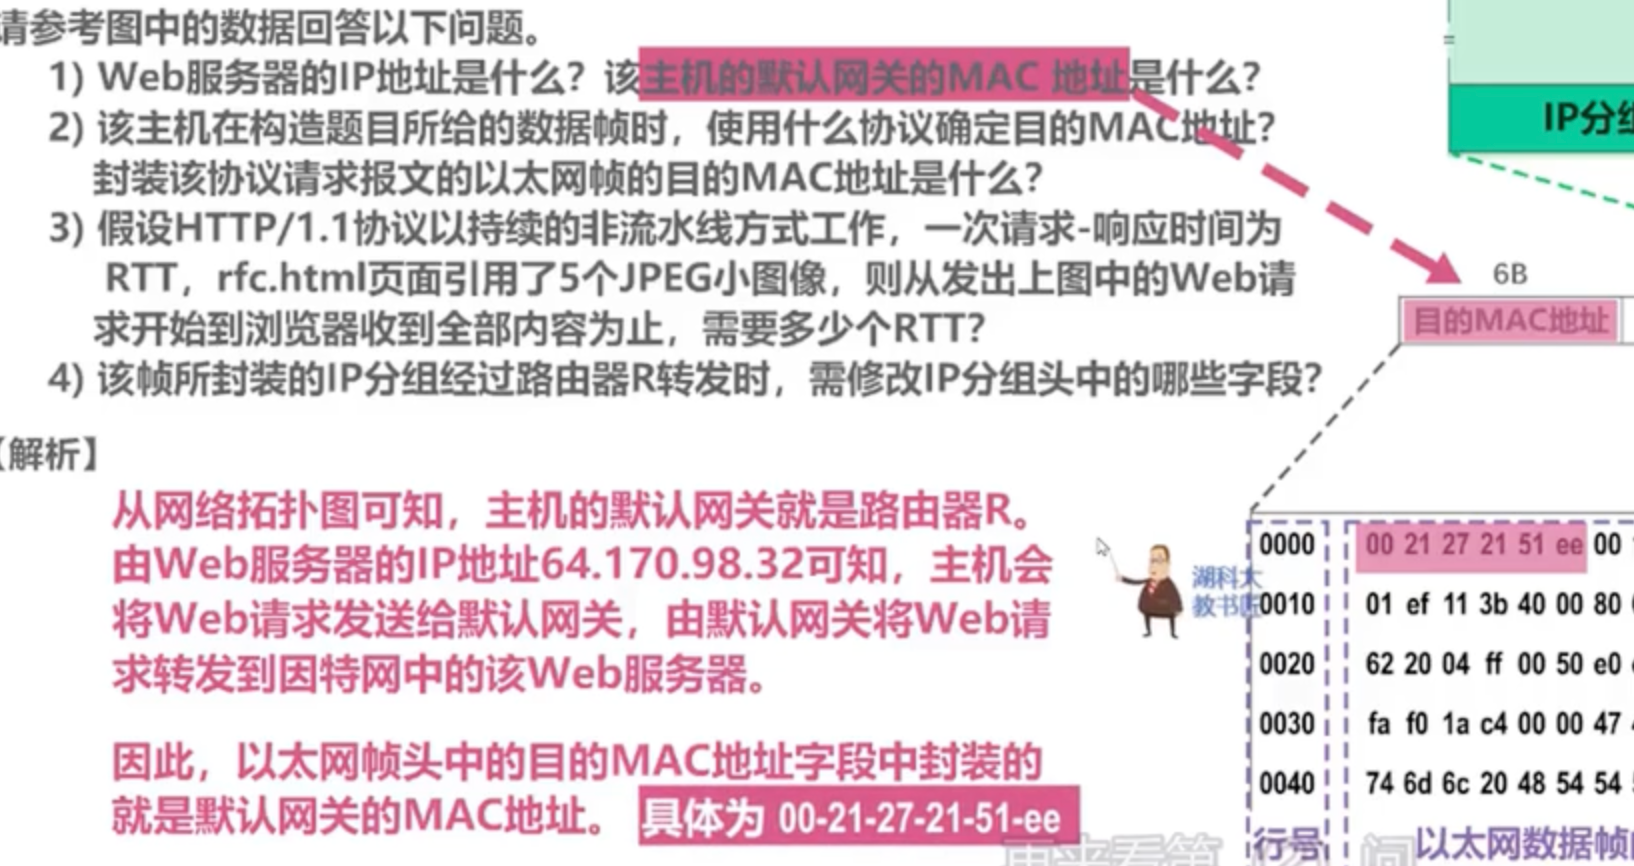 请参考图中的数据回答以下问题。
1) Web服务器的IP地址是什么？该主机的默认网关的MAC 地址是什么？
2) 该主机在构造题目所给的数据帧时，使用什么协议确定目的MAC地址？
封装该协议请求报文的以太网帧的目的MAC地址是什么？
3) 假设HTTP/1.1协议以持续的非流水线方式工作，一次请求-响应时间为
RTT，rfc.html页面引用了5个JPEG小图像，则从发出上图中的Web请
求开始到浏览器收到全部内容为止，需要多少个RTT？
4) 该帧所封装的IP分组经过路由器R转发时，需修改IP分组头中的哪些字段？
【解析】
从网络拓扑图可知，主机的默认网关就是路由器R。
由Web服务器的IP地址64.170.98.32可知，主机会
将Web请求发送给默认网关，由默认网关将Web请
求转发到因特网中的该Web服务器。
因此，以太网帧头中的目的MAC地址字段中封装的
就是默认网关的MAC地址。 具体为 00-21-27-21-51-ee
IP分组
6B
目的MAC地址
湖科大
教书匠
0000 00 21 27 21 51 ee 00
0010 01 ef 11 3b 40 00 80
0020 62 20 04 ff 00 50 e0
0030 fa f0 1a c4 00 00 47
0040 74 6d 6c 20 48 54 54
行号 以太网数据帧